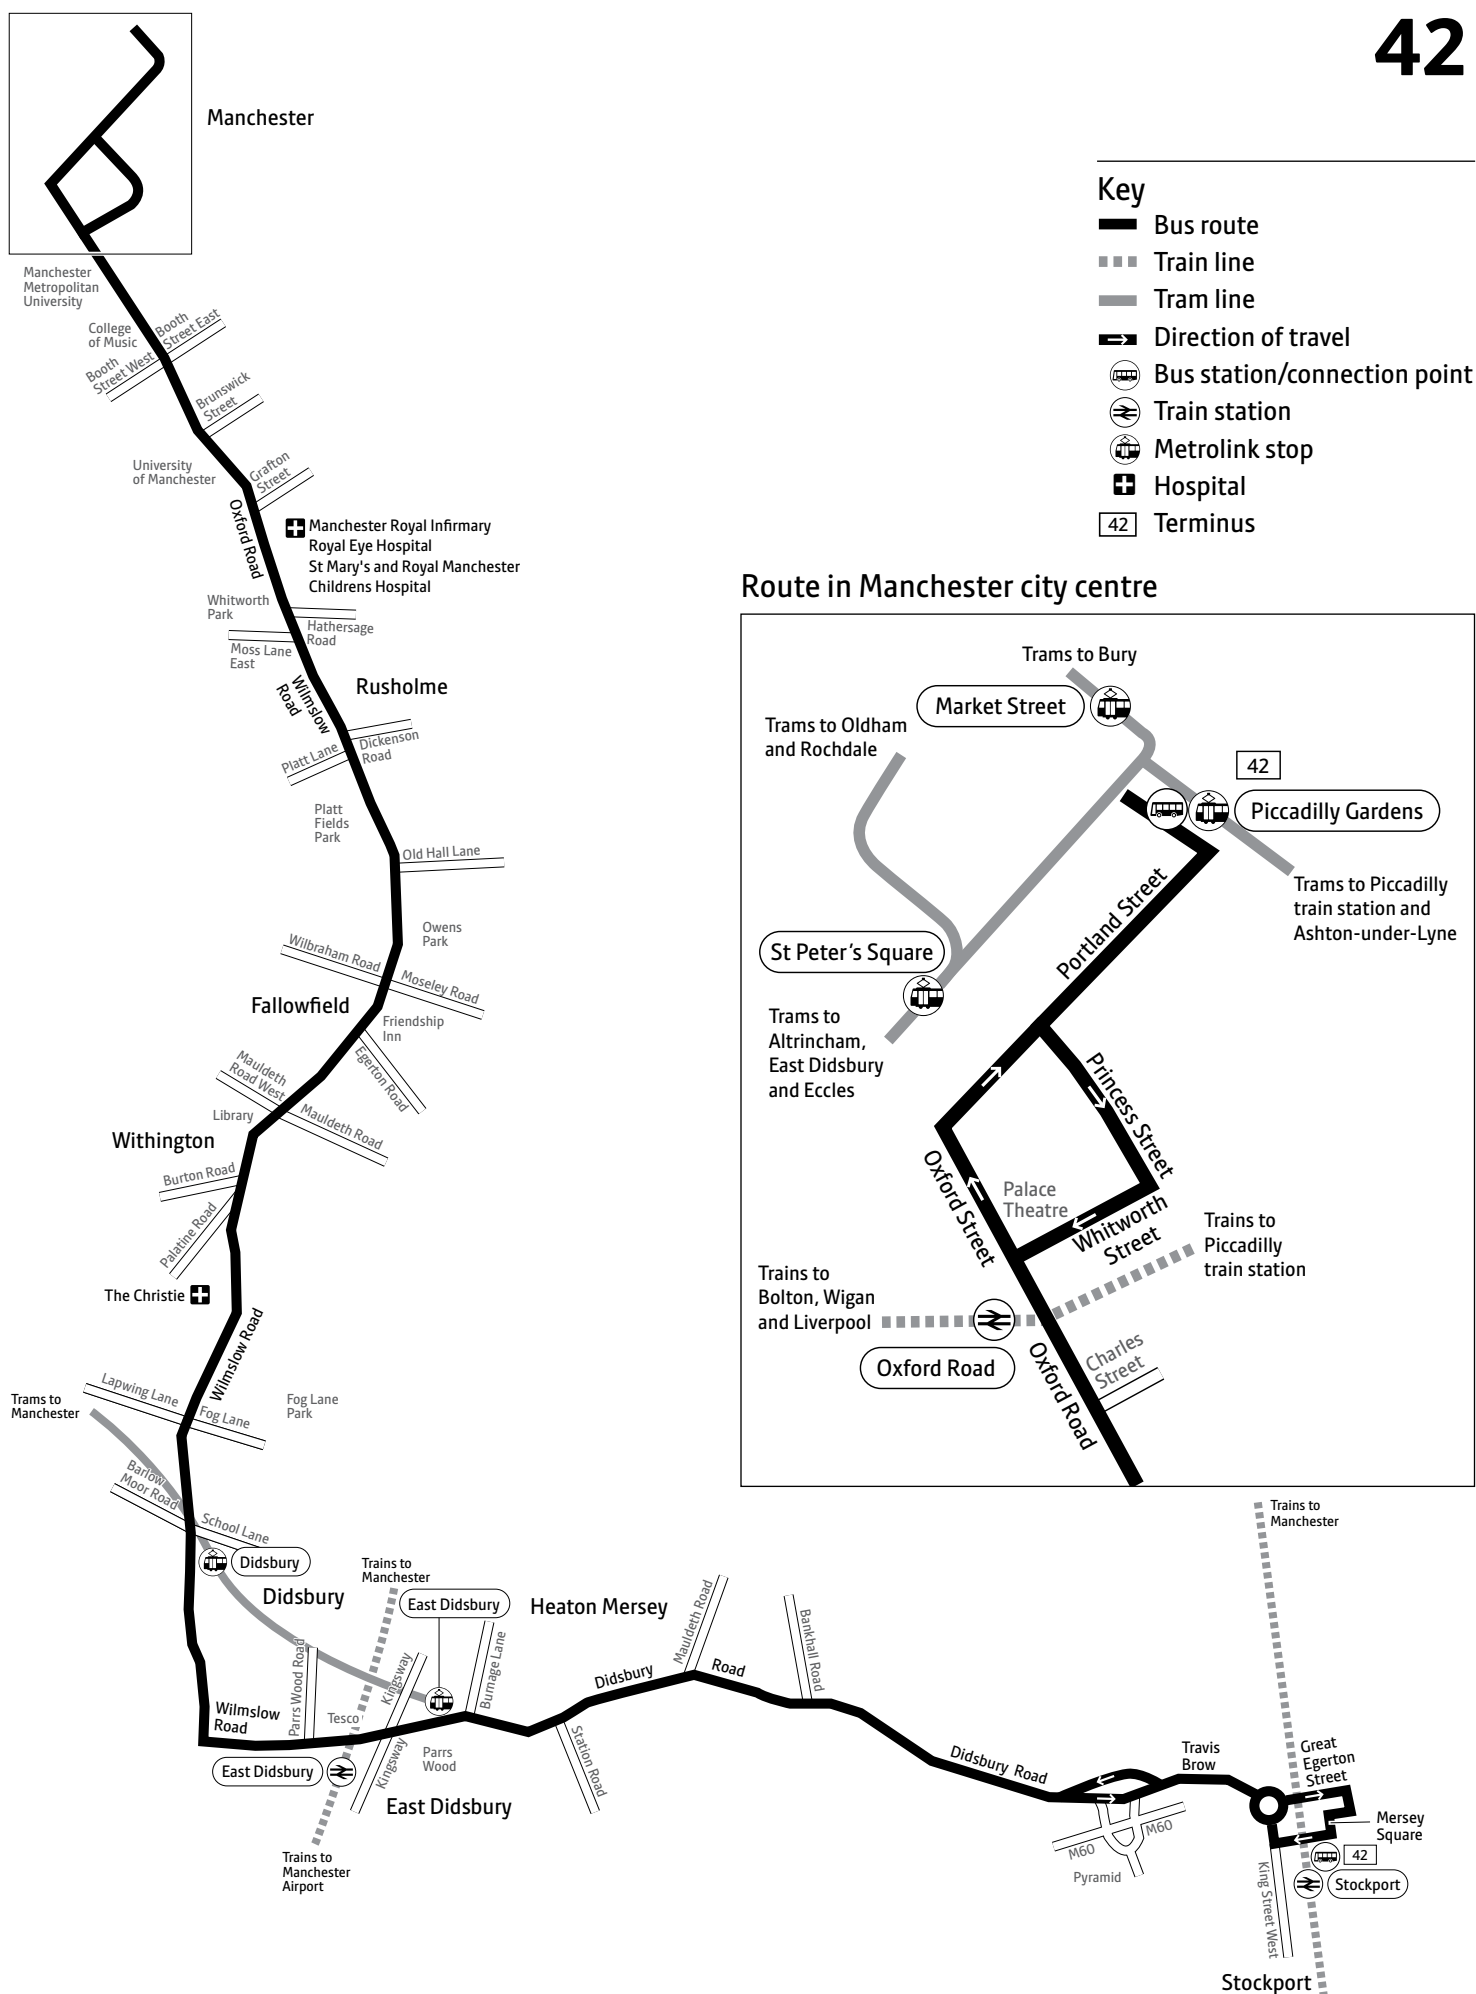 42
Manchester
Key
Bus route
Train line
Tram line
Direction of travel
Bus station/connection point
Train station
Metrolink stop
Hospital
42
Terminus
Manchester
Metropolitan
University
College
of Music
Booth
Street East
Booth
Street West
Brunswick
Street
University
of Manchester
Grafton
Street
Oxford Road
Manchester Royal Infirmary
Royal Eye Hospital
St Mary's and Royal Manchester
Childrens Hospital
Whitworth
Park
Hathersage
Road
Moss Lane
East
Wilmslow
Road
Rusholme
Platt Lane
Dickenson
Road
Platt
Fields
Park
Old Hall Lane
Owens
Park
Wilbraham Road
Moseley Road
Fallowfield
Friendship
Inn
Egerton Road
Mauldeth
Road West
Library
Mauldeth Road
Withington
Burton Road
Palatine Road
The Christie
Wilmslow Road
Lapwing Lane
Fog Lane
Fog Lane
Park
Trams to
Manchester
Barlow
Moor Road
School Lane
Didsbury
Didsbury
Trains to
Manchester
East Didsbury
Heaton Mersey
Parrs Wood Road
Kingsway
Burnage Lane
Wilmslow
Road
Tesco
East Didsbury
Kingsway
Parrs
Wood
East Didsbury
Trains to
Manchester
Airport
Station Road
Didsbury
Road
Mauldeth Road
Bankhall Road
Didsbury Road
M60
M60
Pyramid
Travis
Brow
Great
Egerton
Street
Mersey
Square
42
Stockport
King Street West
Stockport
Trains to
Manchester
Route in Manchester city centre
Trams to Bury
Market Street
Trams to Oldham
and Rochdale
42
Piccadilly Gardens
Trams to Piccadilly
train station and
Ashton-under-Lyne
Portland Street
St Peter’s Square
Trams to
Altrincham,
East Didsbury
and Eccles
Princess Street
Oxford Street
Palace
Theatre
Whitworth
Street
Trains to
Piccadilly
train station
Trains to
Bolton, Wigan
and Liverpool
Oxford Road
Oxford Road
Charles
Street